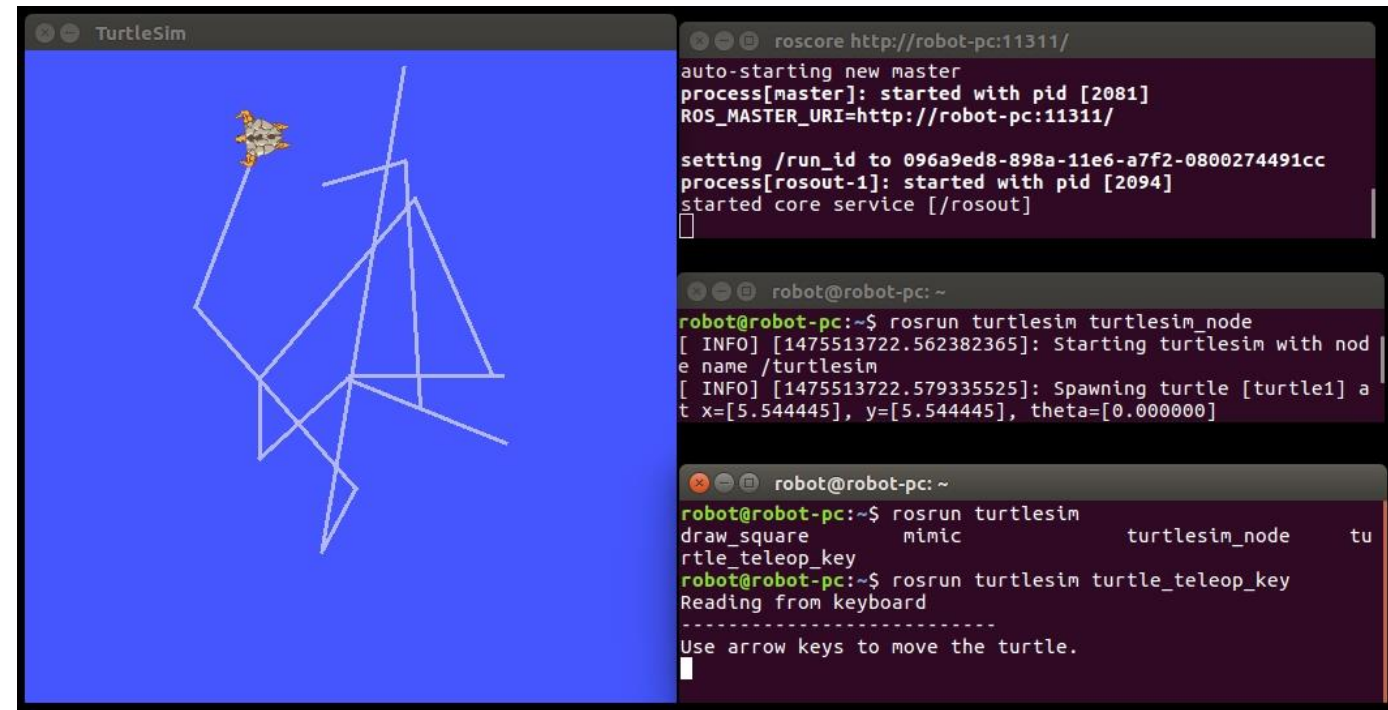 TurtleSim
roscore http://robot-pc:11311/
auto-starting new master
process[master]: started with pid [2081]
ROS_MASTER_URI=http://robot-pc:11311/
setting /run_id to 096a9ed8-898a-11e6-a7f2-0800274491cc
process[rosout-1]: started with pid [2094]
started core service [/rosout]
robot@robot-pc: ~
robot@robot-pc:~$ rosrun turtlesim turtlesim_node
[ INFO] [1475513722.562382365]: Starting turtlesim with nod
e name /turtlesim
[ INFO] [1475513722.579335525]: Spawning turtle [turtle1] a
t x=[5.544445], y=[5.544445], theta=[0.000000]
robot@robot-pc: ~
robot@robot-pc:~$ rosrun turtlesim
draw_square mimic turtlesim_node tu
rtle_teleop_key
robot@robot-pc:~$ rosrun turtlesim turtle_teleop_key
Reading from keyboard
---------------------------
Use arrow keys to move the turtle.